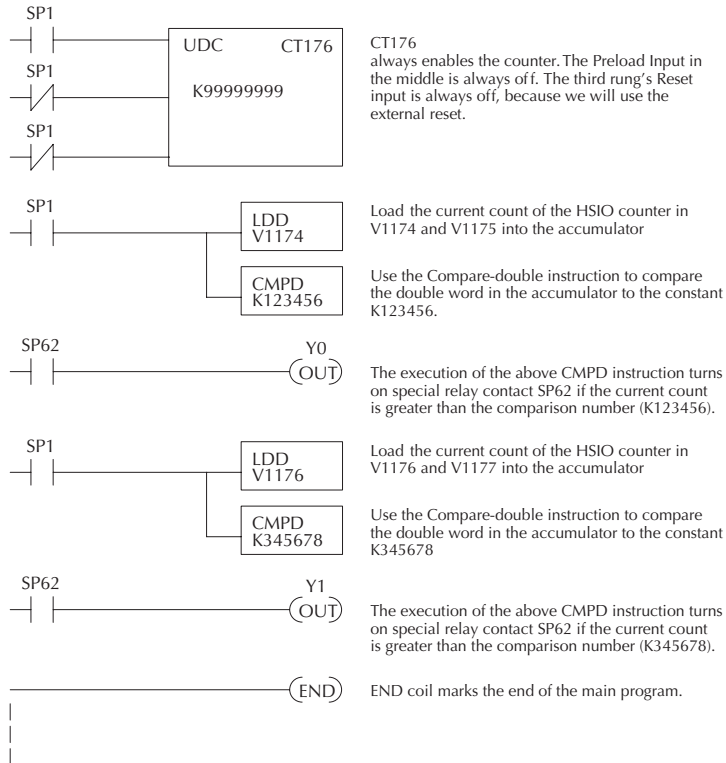 SP1
UDC CT176
K99999999
SP1
SP1
CT176
always enables the counter. The Preload Input in
the middle is always off. The third rung's Reset
input is always off, because we will use the
external reset.
SP1
LDD
V1174
Load the current count of the HSIO counter in
V1174 and V1175 into the accumulator
CMPD
K123456
Use the Compare-double instruction to compare
the double word in the accumulator to the constant
K123456.
SP62
Y0
OUT
The execution of the above CMPD instruction turns
on special relay contact SP62 if the current count
is greater than the comparison number (K123456).
SP1
LDD
V1176
Load the current count of the HSIO counter in
V1176 and V1177 into the accumulator
CMPD
K345678
Use the Compare-double instruction to compare
the double word in the accumulator to the constant
K345678
SP62
Y1
OUT
The execution of the above CMPD instruction turns
on special relay contact SP62 if the current count
is greater than the comparison number (K345678).
END
END coil marks the end of the main program.